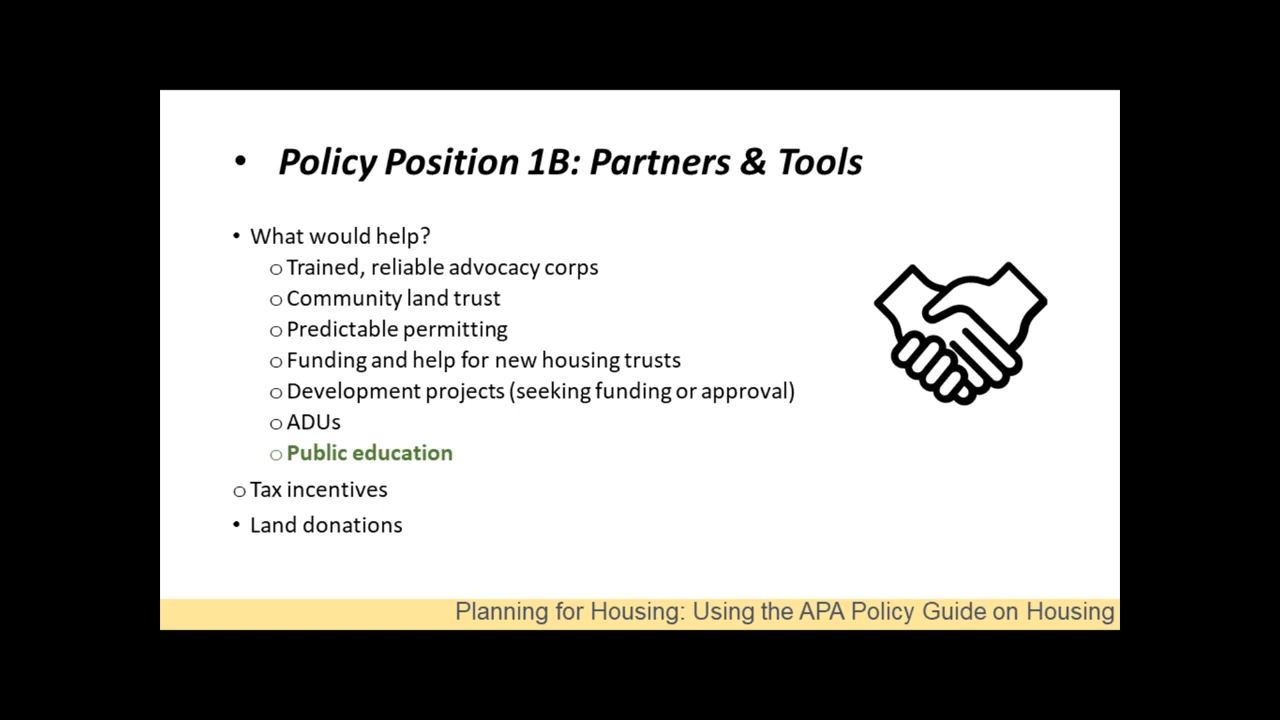 • Policy Position 1B: Partners & Tools
• What would help?
o Trained, reliable advocacy corps
o Community land trust
o Predictable permitting
o Funding and help for new housing trusts
o Development projects (seeking funding or approval)
o ADUs
o Public education
o Tax incentives
• Land donations
Planning for Housing: Using the APA Policy Guide on Housing